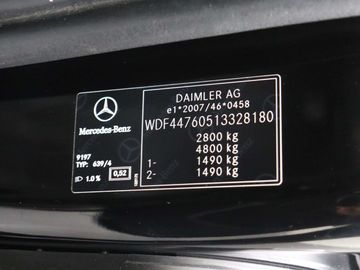 Mercedes-Benz
9197
TYP: 639/4
1.0 %
0,52
DAIMLER AG
e1*2007/46*0458
WDF44760513328180
2800 kg
4800 kg
1- 1490 kg
2- 1490 kg